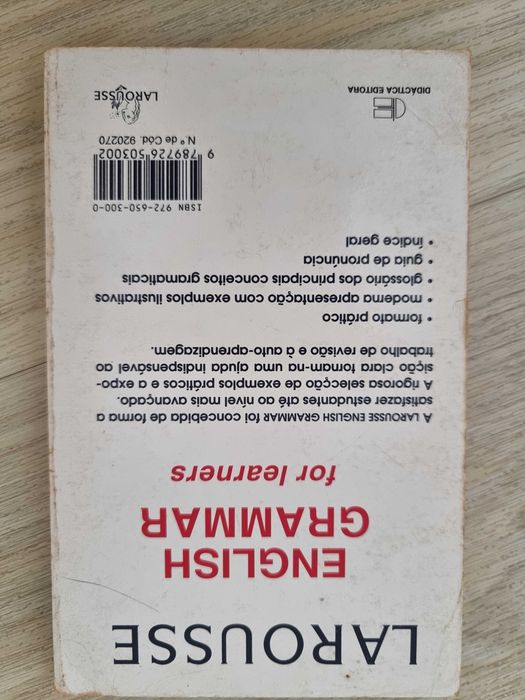 LAROUSSE
ENGLISH
GRAMMAR
for learners
A LAROUSSE ENGLISH GRAMMAR foi concebida de forma a
satisfazer estudantes até ao nível mais avançado.
A rigorosa selecção de exemplos práticos e a expo-
sição clara tornam-na uma ajuda indispensável ao
trabalho de revisão e à auto-aprendizagem.
• formato prático
• moderna apresentação com exemplos ilustrativos
• glossário dos principais conceitos gramaticais
• guia de pronúncia
• índice geral
ISBN 972-650-300-0
9 789726 503002
N.º de Cód. 920270
DIDÁCTICA EDITORA
LAROUSSE